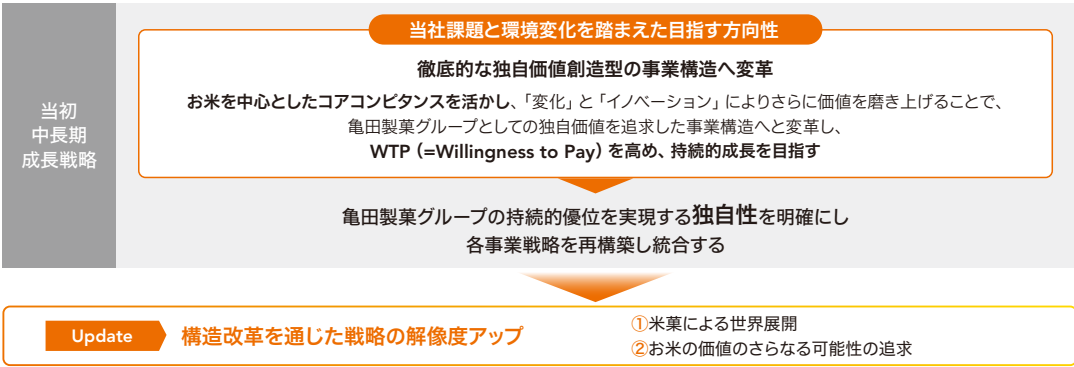 当初
中長期
成長戦略
当社課題と環境変化を踏まえた目指す方向性
徹底的な独自価値創造型の事業構造へ変革
お米を中心としたコアコンピタンスを活かし、「変化」と「イノベーション」によりさらに価値を磨き上げることで、
亀田製菓グループとしての独自価値を追求した事業構造へと変革し、
WTP（=Willingness to Pay）を高め、持続的成長を目指す
亀田製菓グループの持続的優位を実現する独自性を明確にし
各事業戦略を再構築し統合する
Update
構造改革を通じた戦略の解像度アップ
①米菓による世界展開
②お米の価値のさらなる可能性の追求